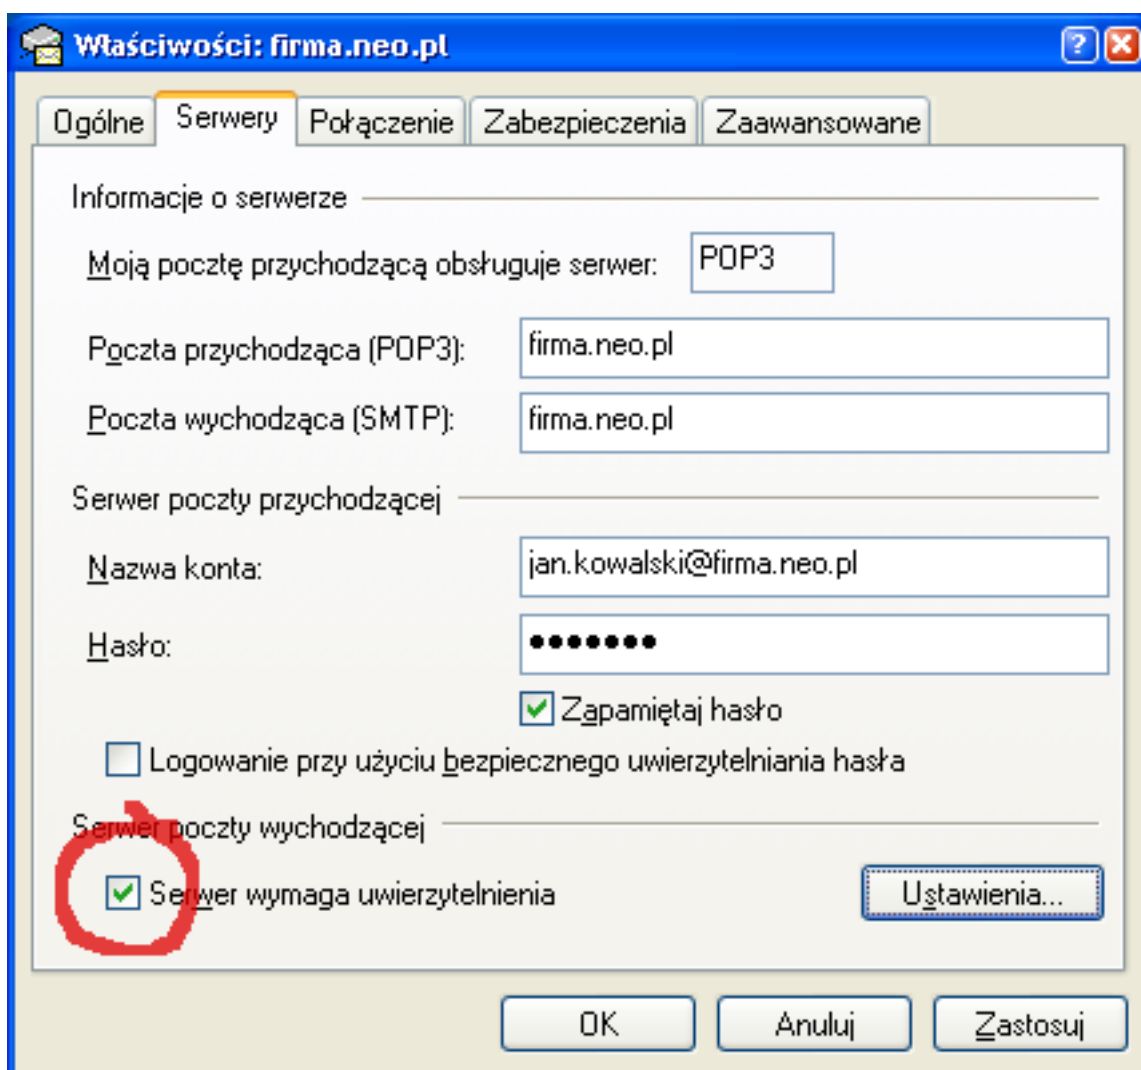 Właściwości: firma.neo.pl
Ogólne Serwery Połączenie Zabezpieczenia Zaawansowane
Informacje o serwerze
Moją pocztę przychodzącą obsługuje serwer: POP3
Poczta przychodząca (POP3): firma.neo.pl
Poczta wychodząca (SMTP): firma.neo.pl
Serwer poczty przychodzącej
Nazwa konta: jan.kowalski@firma.neo.pl
Hasło: •••••••
Zapamiętaj hasło
Logowanie przy użyciu bezpiecznego uwierzytelniania hasła
Serwer poczty wychodzącej
Serwer wymaga uwierzytelnienia Ustawienia...
OK Anuluj Zastosuj